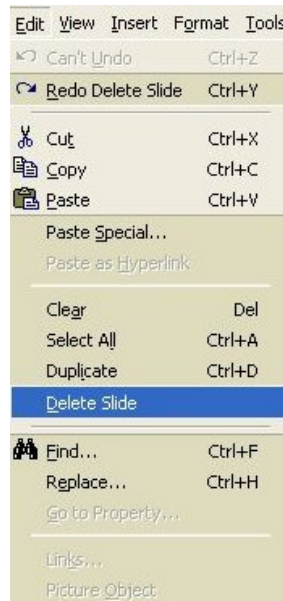 Edit View Insert Format Tools
Can't Undo Ctrl+Z
Redo Delete Slide Ctrl+Y
Cut Ctrl+X
Copy Ctrl+C
Paste Ctrl+V
Paste Special...
Paste as Hyperlink
Clear Del
Select All Ctrl+A
Duplicate Ctrl+D
Delete Slide
Find... Ctrl+F
Replace... Ctrl+H
Go to Property...
Links...
Picture Object